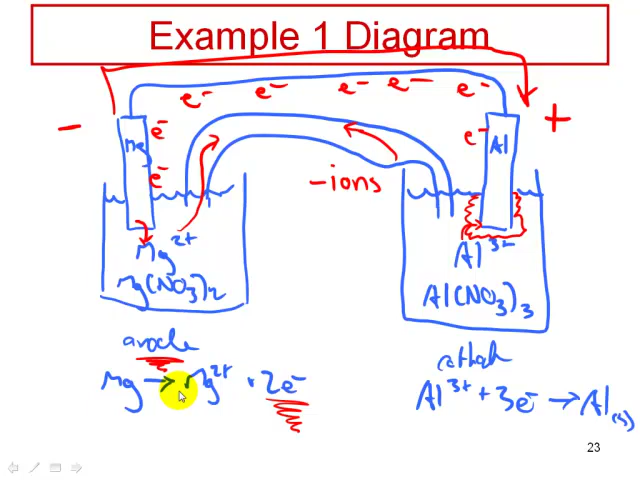 Example 1 Diagram
e⁻ e⁻ e⁻ e⁻ e⁻
− +
Mg e⁻ e⁻ Al
e⁻
−ions
Mg²⁺ Al³⁺
Mg(NO₃)₂ Al(NO₃)₃
anode cathode
Mg → Mg²⁺ + 2e⁻ Al³⁺ + 3e⁻ → Al(s)
23